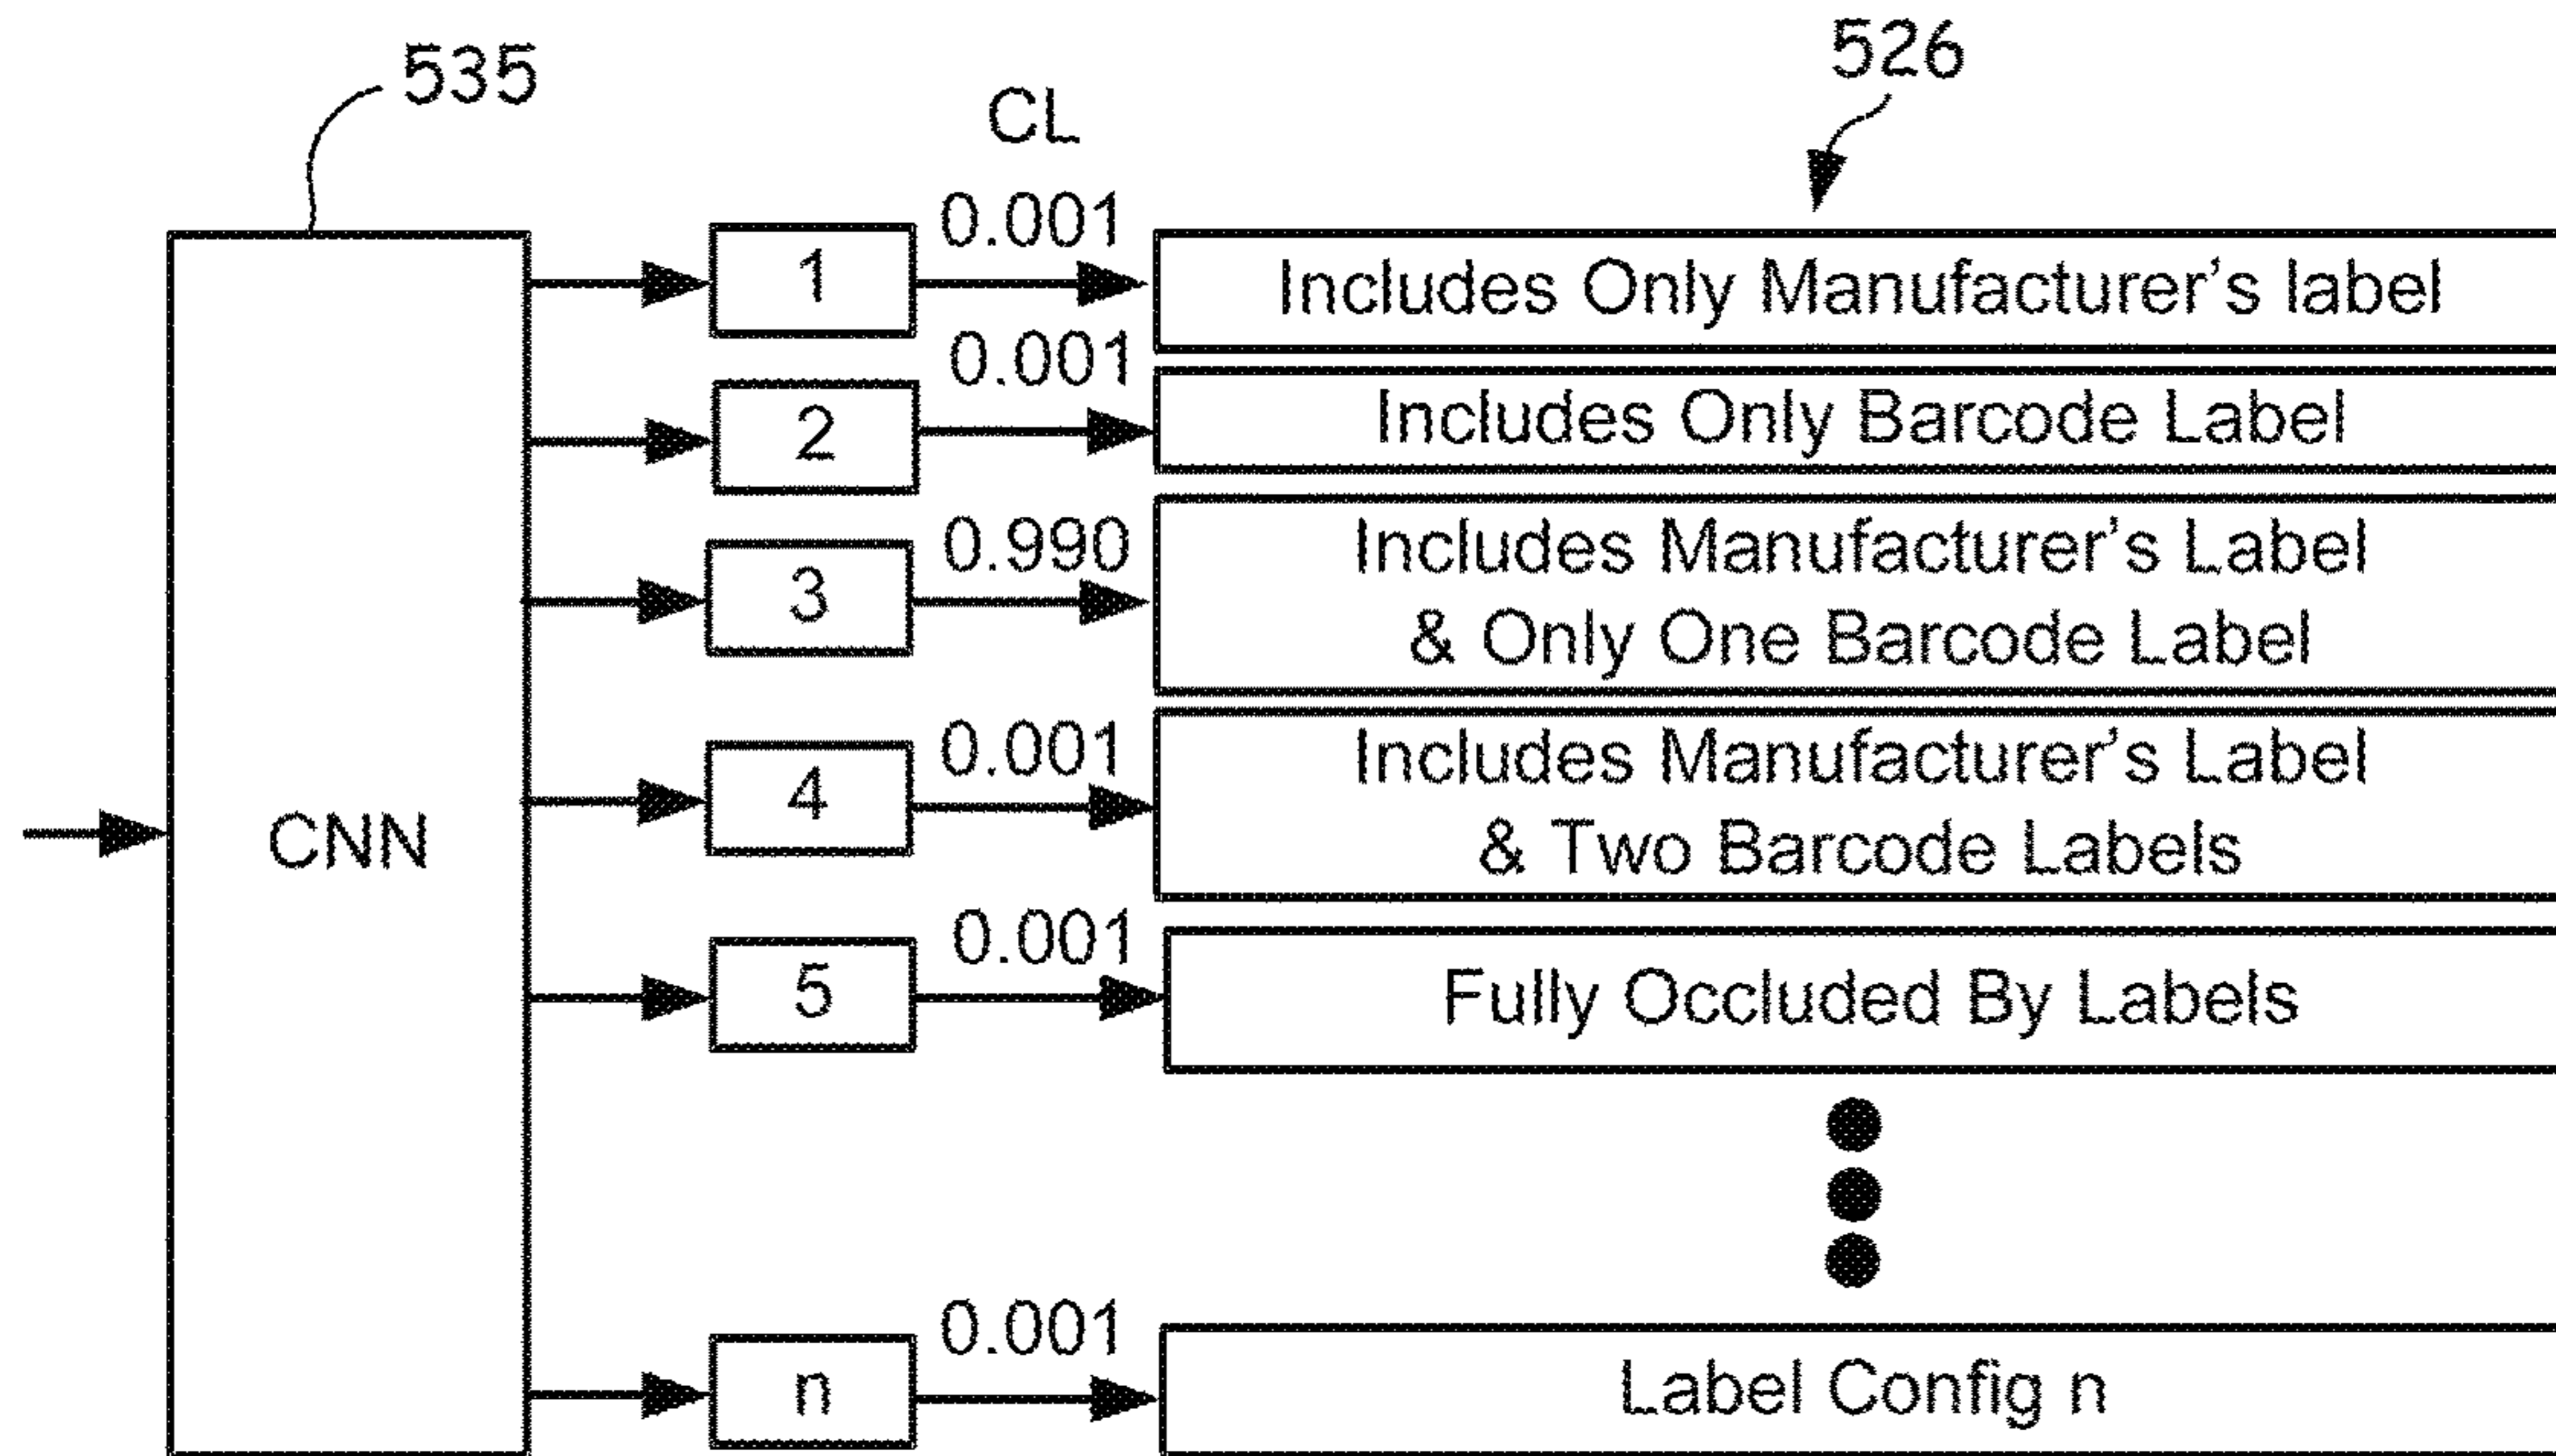 535
526
CL
0.001
1
Includes Only Manufacturer's label
0.001
2
Includes Only Barcode Label
0.990
3
Includes Manufacturer's Label
& Only One Barcode Label
0.001
4
Includes Manufacturer's Label
& Two Barcode Labels
CNN
0.001
5
Fully Occluded By Labels
0.001
n
Label Config n